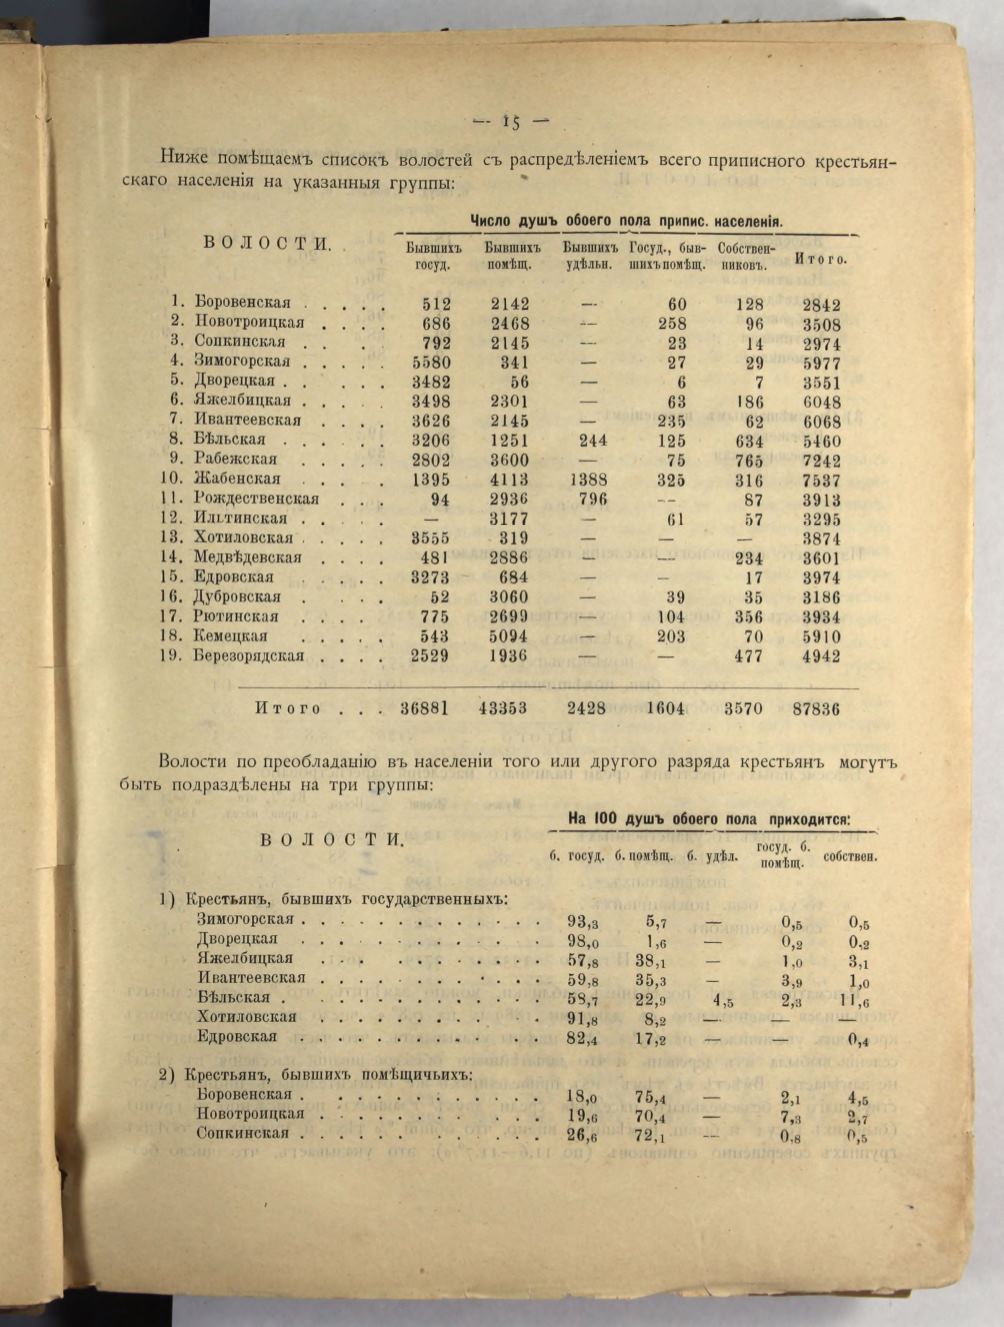 — 15 —
Ниже помѣщаемъ списокъ волостей съ распредѣленіемъ всего приписного крестьян-
скаго населенія на указанныя группы:
Число душъ обоего пола припис. населенія.
ВОЛОСТИ. Бывшихъ госуд. Бывшихъ помѣщ. Бывшихъ удѣльн. Госуд., быв- шихъ помѣщ. Собствен- никовъ. Итого.
1. Боровенская . . . . . 512 2142 — 60 128 2842
2. Новотроицкая . . . . 686 2468 — 258 96 3508
3. Сопкинская . . . 792 2145 — 23 14 2974
4. Зимогорская . . . . . 5580 341 — 27 29 5977
5. Дворецкая . . . . . 3482 56 — 6 7 3551
6. Яжелбицкая . . . . . 3498 2301 — 63 186 6048
7. Ивантеевская . . . . 3626 2145 — 235 62 6068
8. Бѣльская . . . . . . 3206 1251 244 125 634 5460
9. Рабежская . . . . . 2802 3600 — 75 765 7242
10. Жабенская . . . . 1395 4113 1388 325 316 7537
11. Рождественская . . . 94 2936 796 — 87 3913
12. Ильтинская . . . . — 3177 — 61 57 3295
13. Хотиловская . . . . . 3555 319 — — — 3874
14. Медвѣдевская . . . . 481 2886 — — 234 3601
15. Едровская . . . . . 3273 684 — — 17 3974
16. Дубровская . . . . 52 3060 — 39 35 3186
17. Рютинская . . . . 775 2699 — 104 356 3934
18. Кемецкая . . . . . 543 5094 — 203 70 5910
19. Березорядская . . . . 2529 1936 — — 477 4942
Итого . . . 36881 43353 2428 1604 3570 87836
Волости по преобладанію въ населеніи того или другого разряда крестьянъ могутъ
быть подраздѣлены на три группы:
На 100 душъ обоего пола приходится:
ВОЛОСТИ. б. госуд. б. помѣщ. б. удѣл. госуд. б. помѣщ. собствен.
1) Крестьянъ, бывшихъ государственныхъ:
Зимогорская . . . . . . . . . . . . . 93,3 5,7 — 0,5 0,5
Дворецкая . . . . . . . . . . . 98,0 1,6 — 0,2 0,2
Яжелбицкая . . . . . . . . . . . 57,8 38,1 — 1,0 3,1
Ивантеевская . . . . . . . . . . . . 59,8 35,3 — 3,9 1,0
Бѣльская . . . . . . . . . . . . . 58,7 22,9 4,5 2,3 11,6
Хотиловская . . . . . . . . . . . 91,8 8,2 — — —
Едровская . . . . . . . . . . . . 82,4 17,2 — — 0,4
2) Крестьянъ, бывшихъ помѣщичьихъ:
Боровенская . . . . . . . . . . . . 18,0 75,4 — 2,1 4,5
Новотроицкая . . . . . . . . . . . 19,6 70,4 — 7,3 2,7
Сопкинская . . . . . . . . . . . . 26,6 72,1 — 0,8 0,5